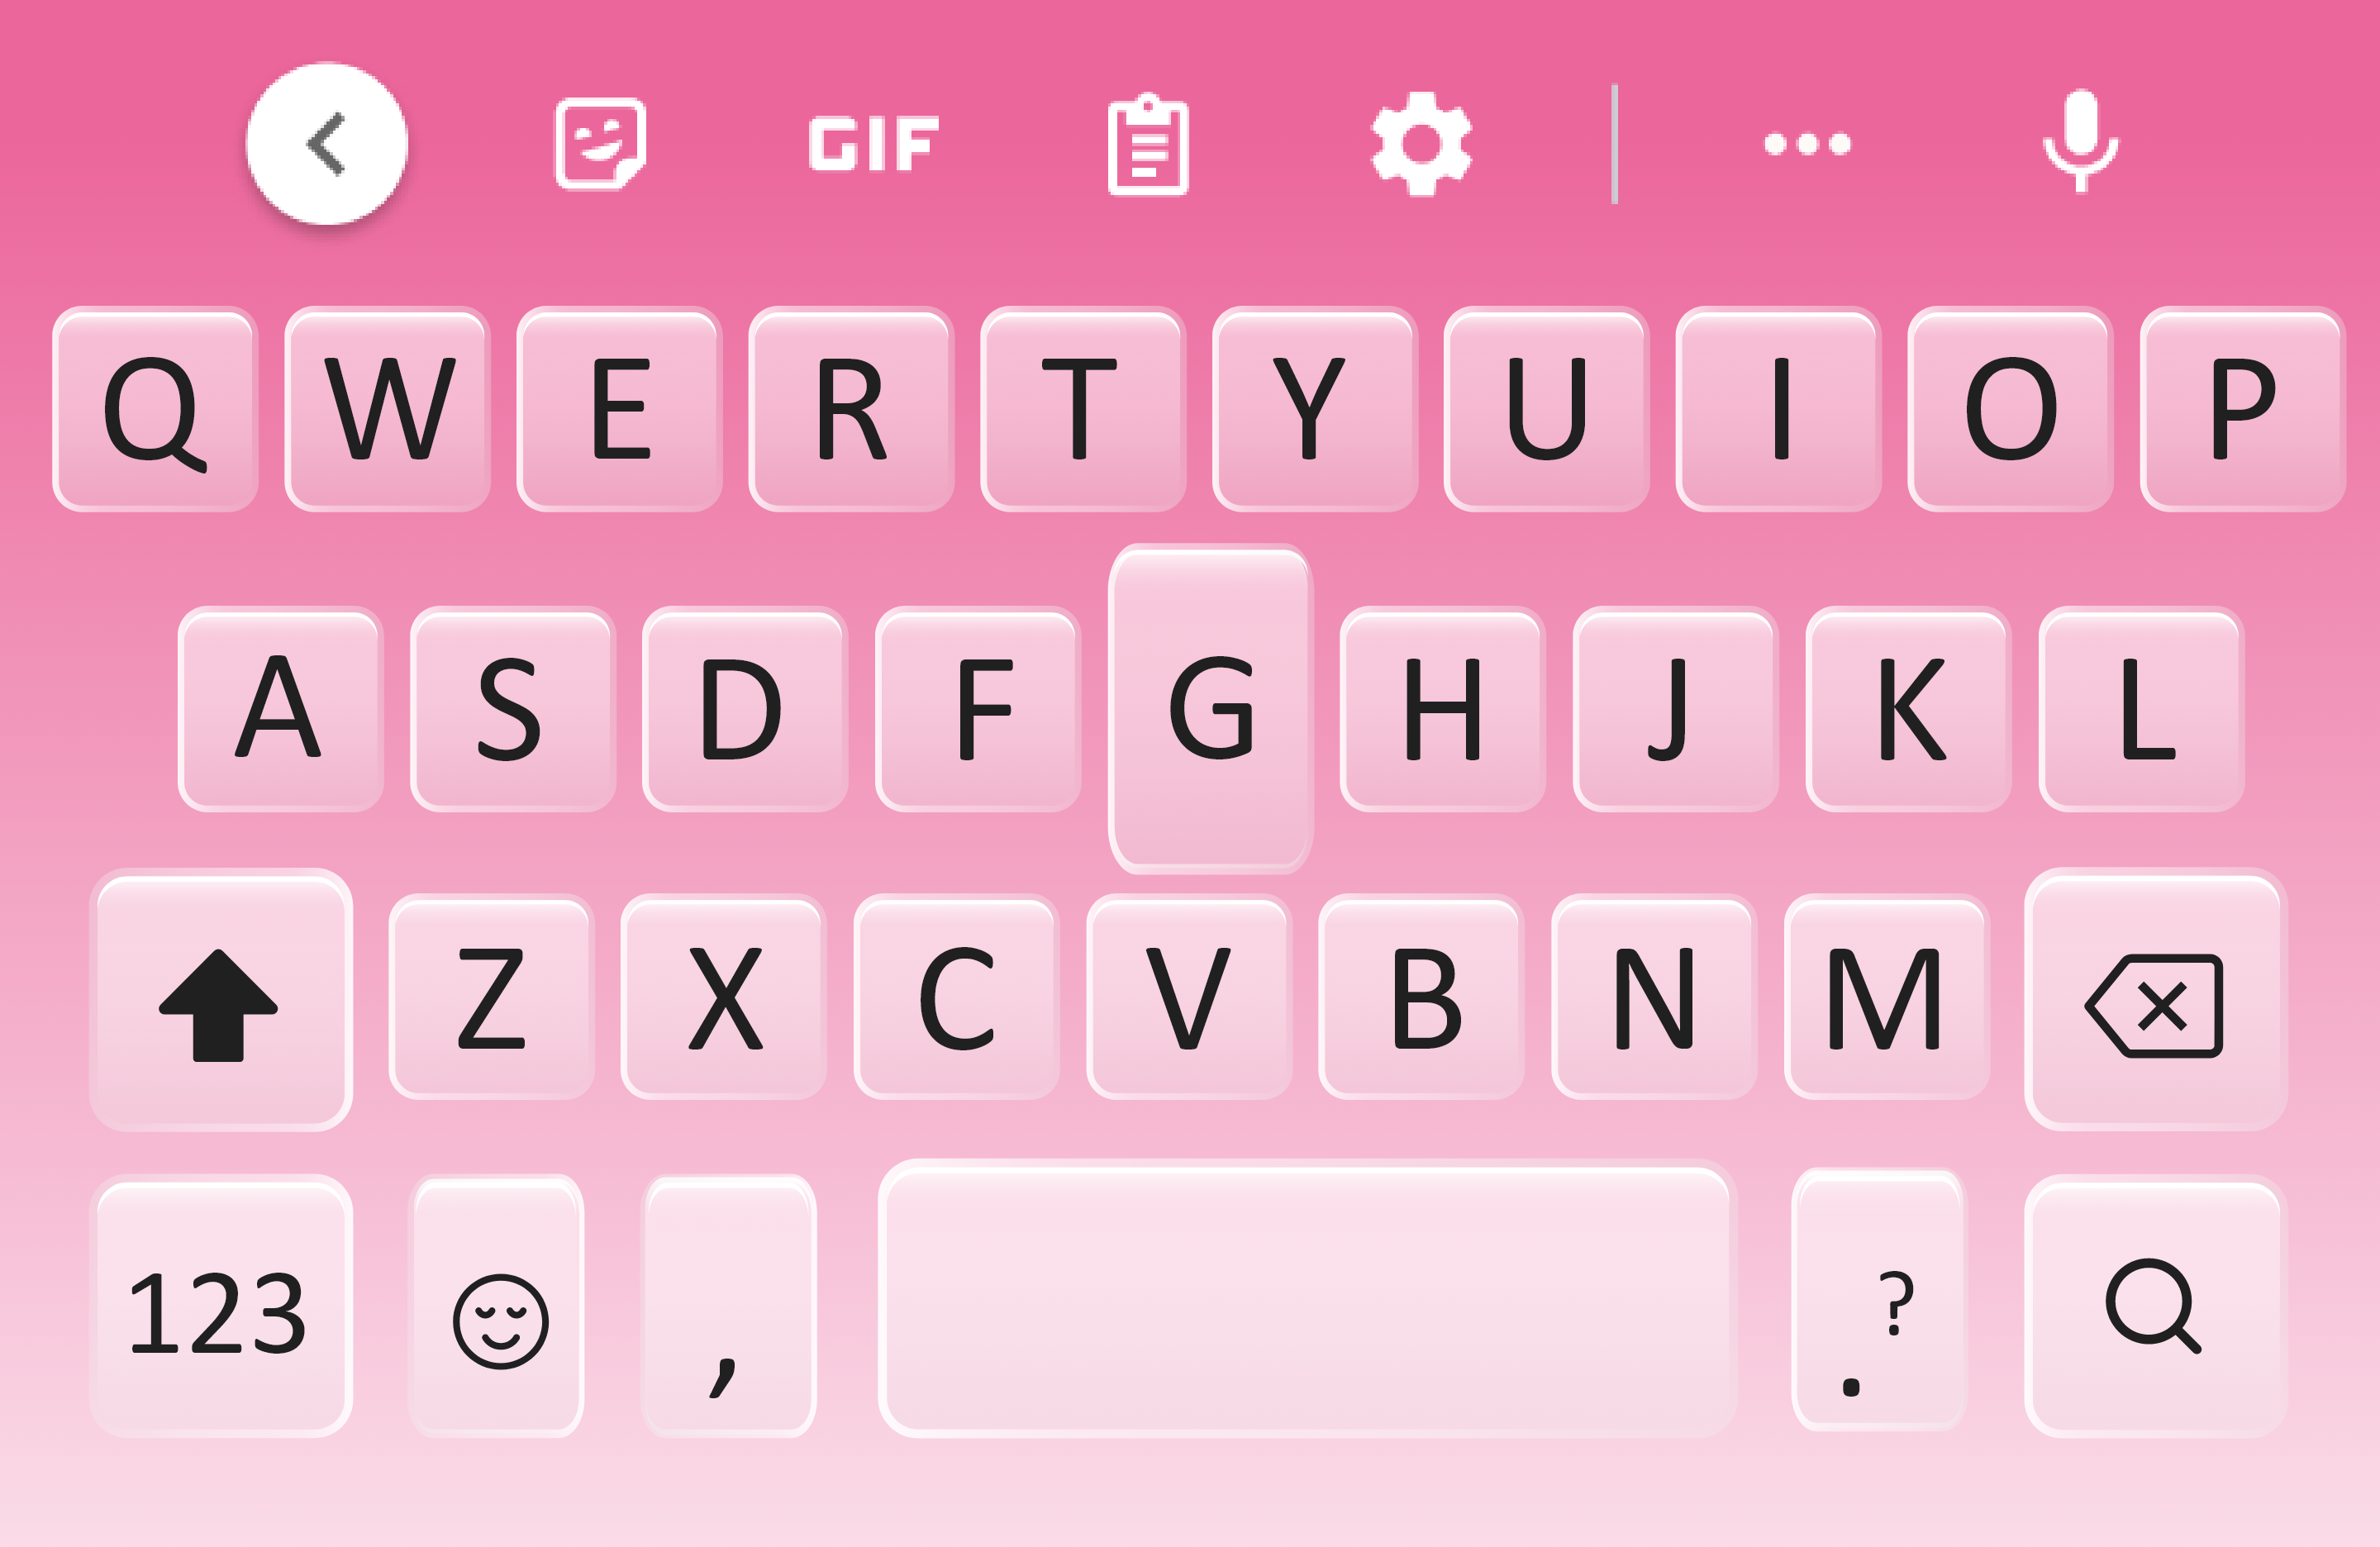 GIF
Q W E R T Y U I O P
A S D F G H J K L
Z X C V B N M
123 , . ?